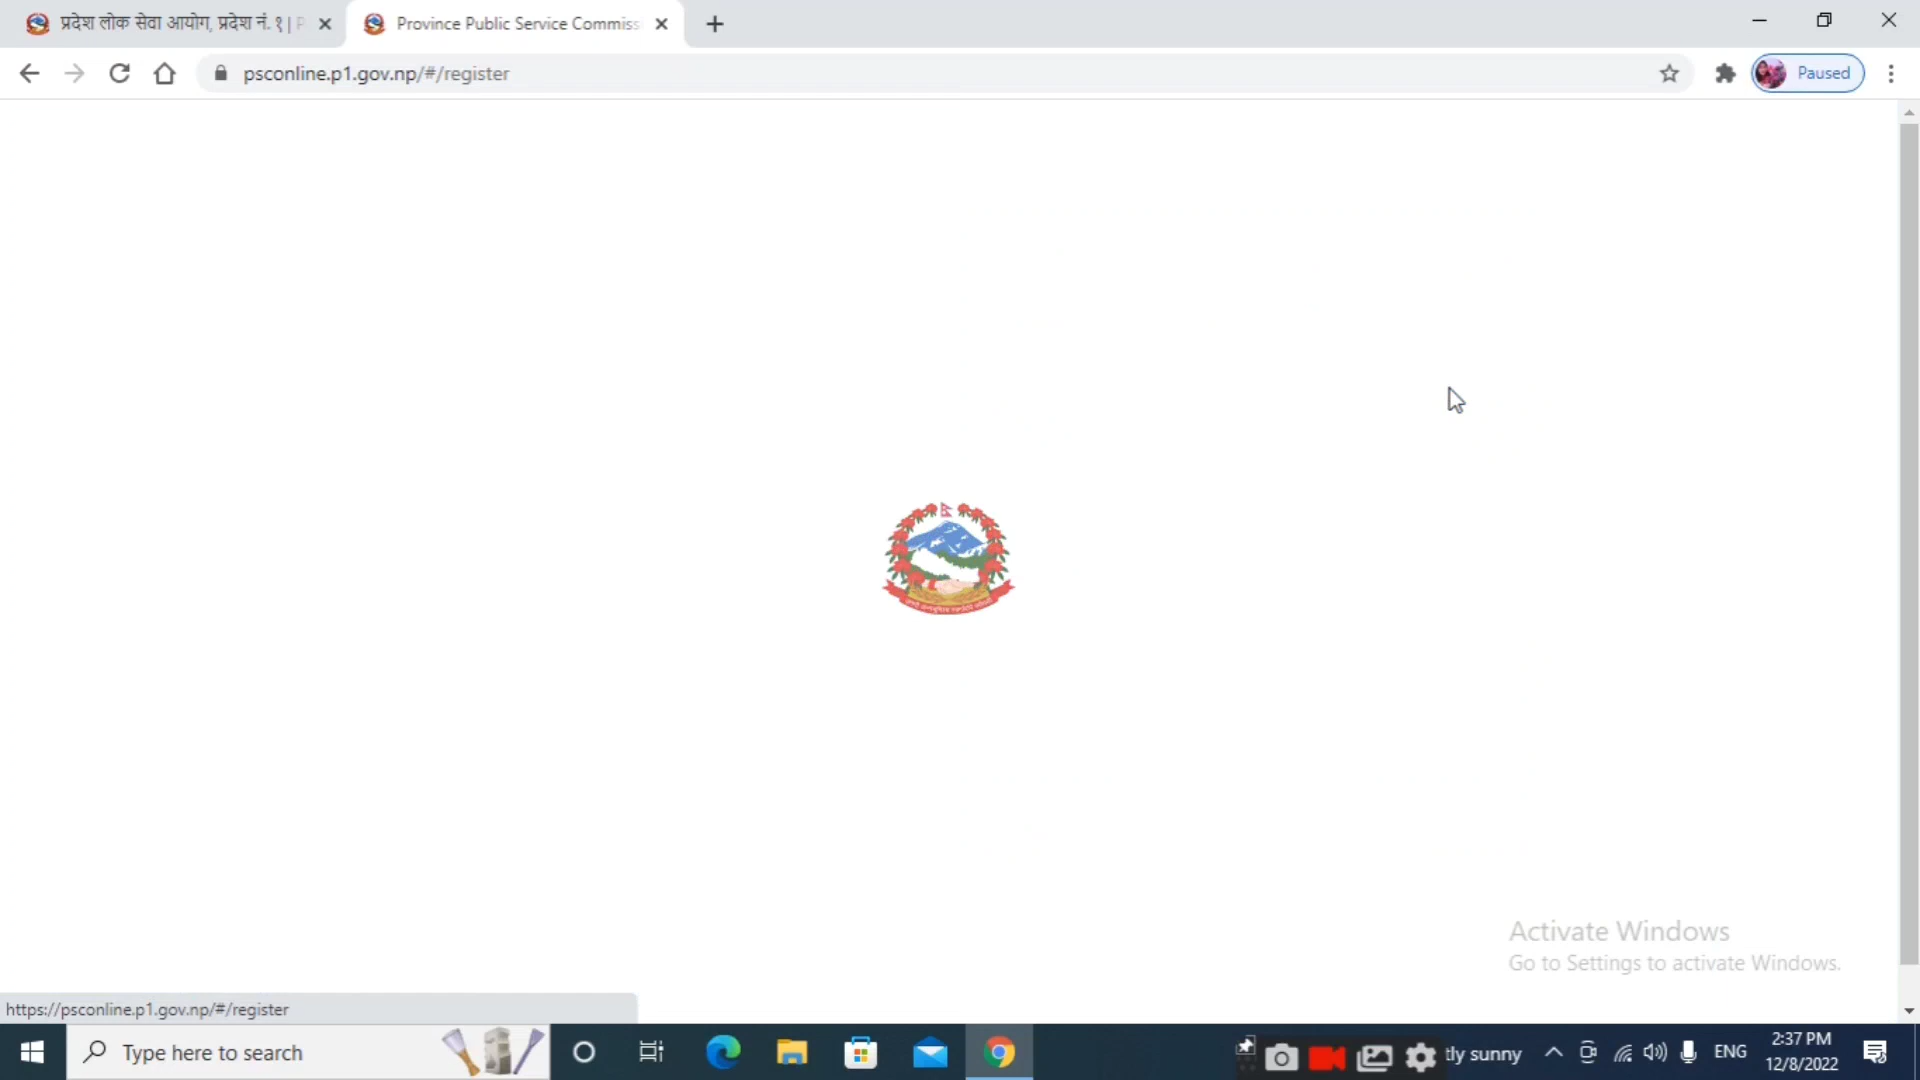 प्रदेश लोक सेवा आयोग, प्रदेश नं. १ | P
Province Public Service Commiss
psconline.p1.gov.np/#/register
Paused
Activate Windows
Go to Settings to activate Windows.
https://psconline.p1.gov.np/#/register
Type here to search
tly sunny
ENG
2:37 PM
12/8/2022